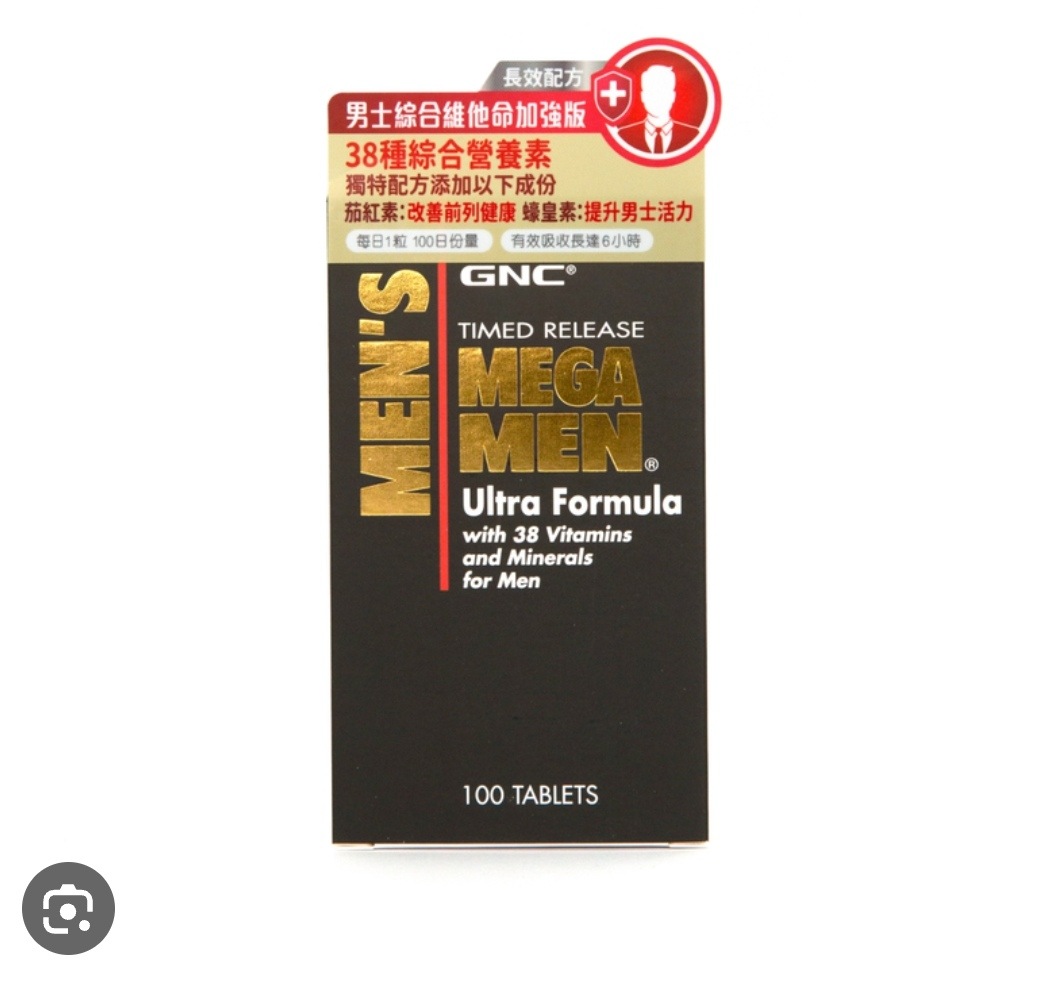 長效配方
男士綜合維他命加強版
38種綜合營養素
獨特配方添加以下成份
茄紅素:改善前列健康 蠔皇素:提升男士活力
每日1粒 100日份量 有效吸收長達6小時
MEN'S
GNC®
TIMED RELEASE
MEGA
MEN®
Ultra Formula
with 38 Vitamins
and Minerals
for Men
100 TABLETS